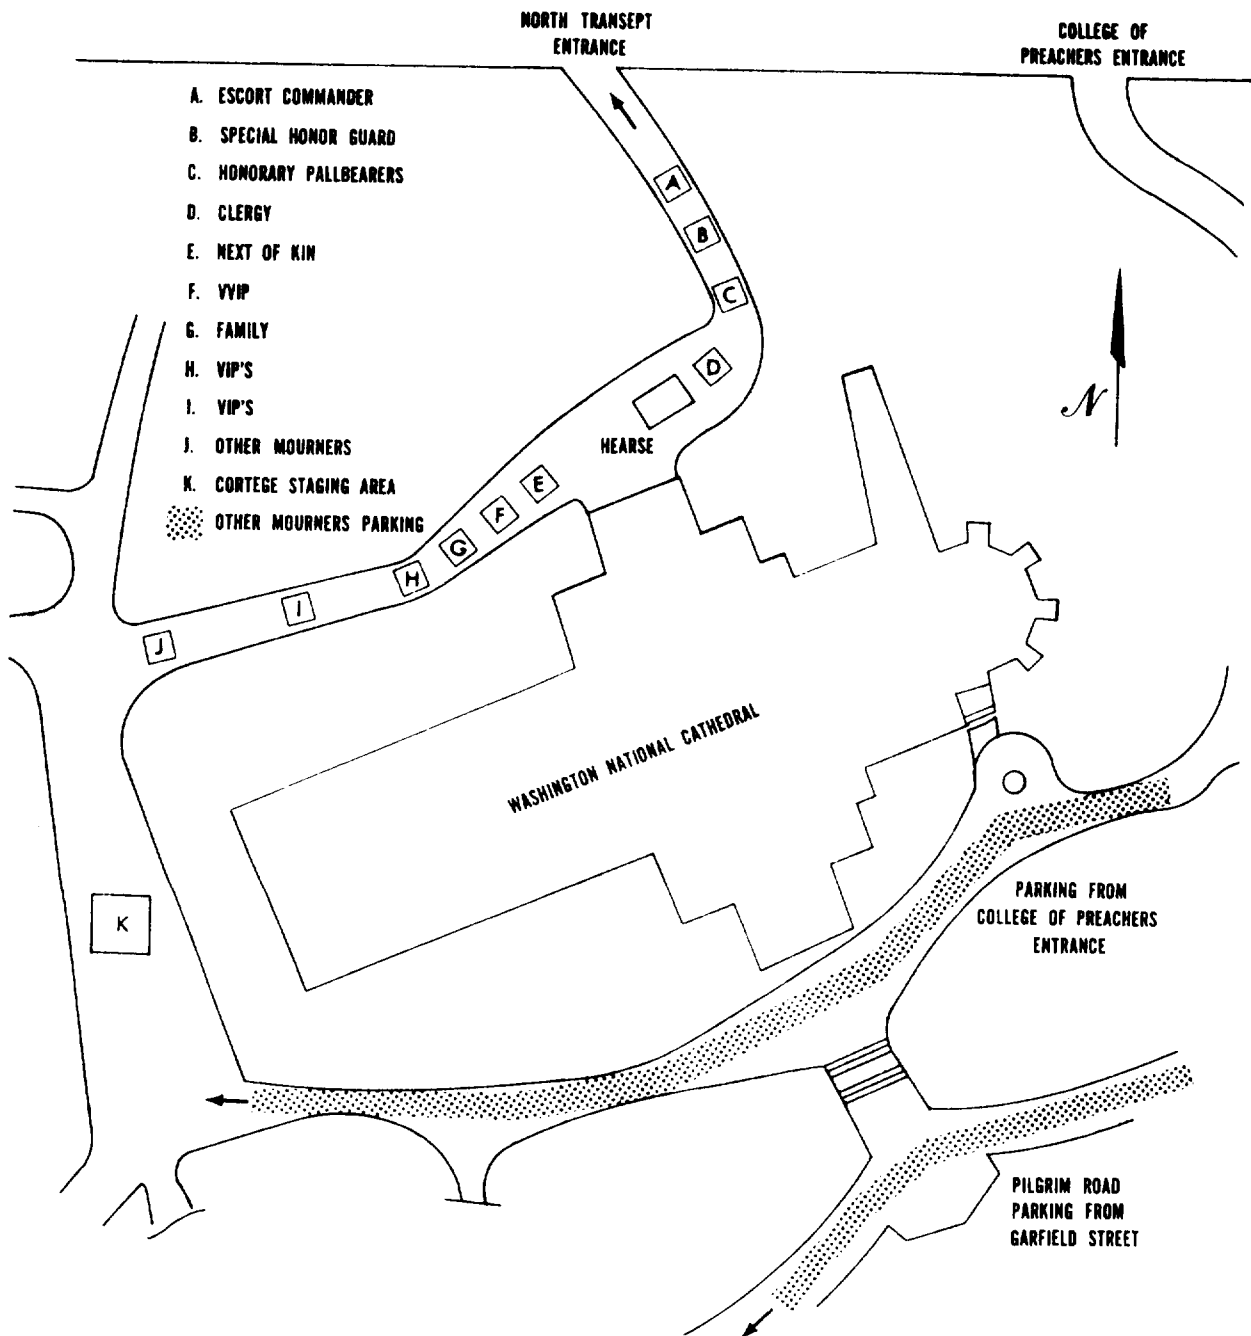 NORTH TRANSEPT
ENTRANCE
COLLEGE OF
PREACHERS ENTRANCE
A. ESCORT COMMANDER
B. SPECIAL HONOR GUARD
C. HONORARY PALLBEARERS
D. CLERGY
E. NEXT OF KIN
F. VVIP
G. FAMILY
H. VIP'S
I. VIP'S
J. OTHER MOURNERS
K. CORTEGE STAGING AREA
OTHER MOURNERS PARKING
A
B
C
D
HEARSE
E
F
G
H
I
J
N
WASHINGTON NATIONAL CATHEDRAL
K
PARKING FROM
COLLEGE OF PREACHERS
ENTRANCE
PILGRIM ROAD
PARKING FROM
GARFIELD STREET